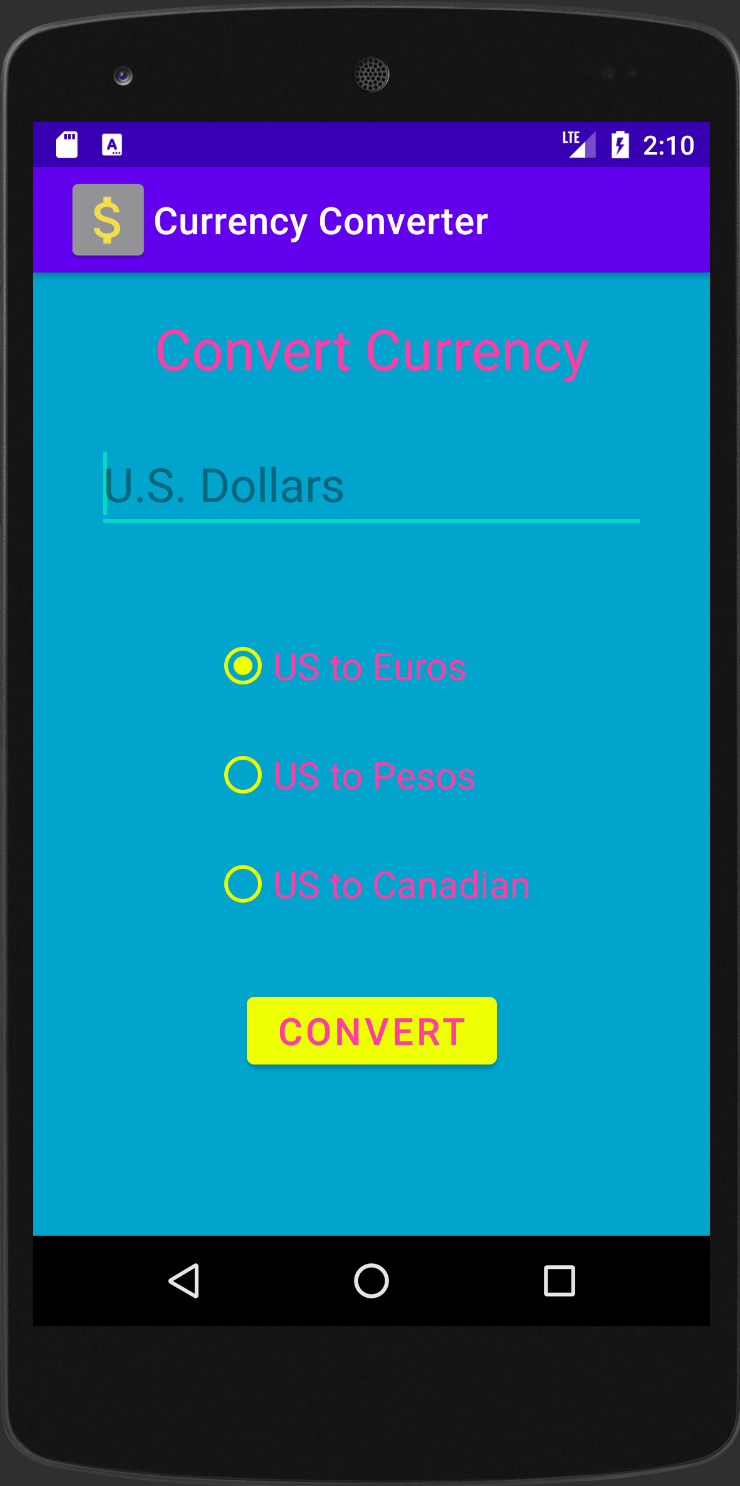 LTE 2:10
$ Currency Converter
Convert Currency
U.S. Dollars
US to Euros
US to Pesos
US to Canadian
CONVERT